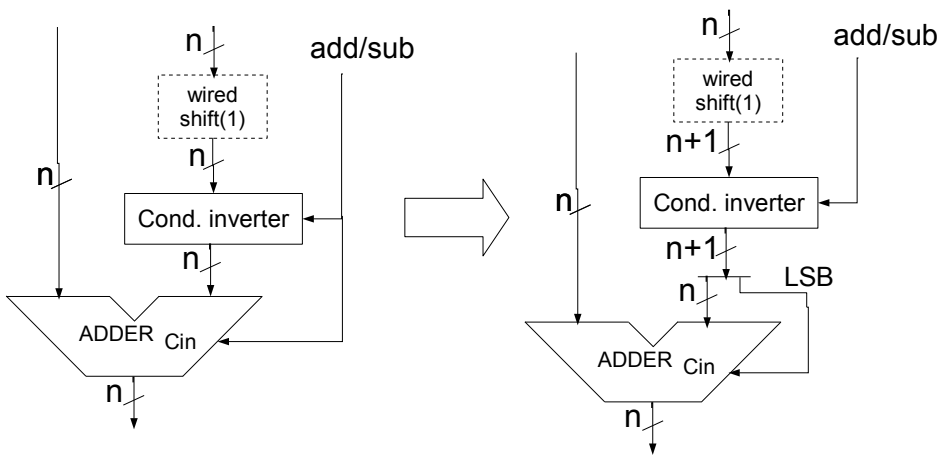 n
add/sub
wired
shift(1)
n
n
Cond. inverter
n
ADDER
Cin
n
n
add/sub
wired
shift(1)
n+1
n
Cond. inverter
n+1
LSB
n
ADDER
Cin
n